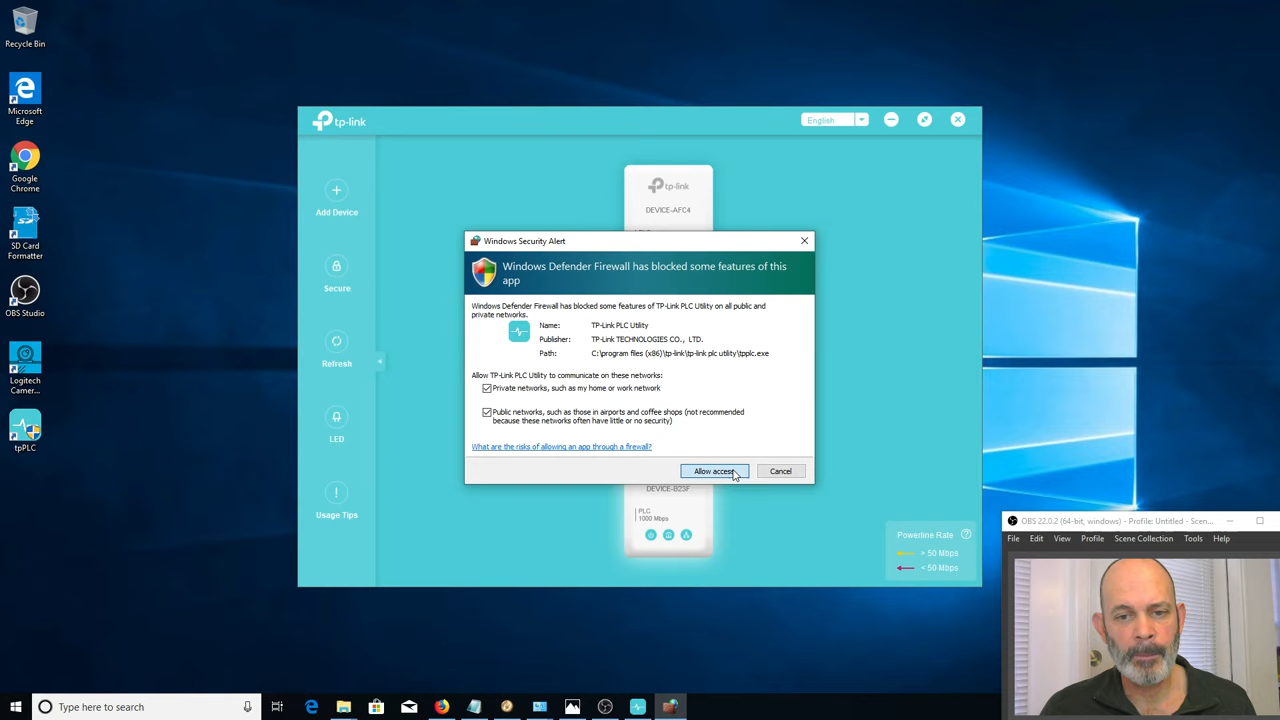 Recycle Bin
Microsoft
Edge
Google
Chrome
SD Card
Formatter
OBS Studio
Logitech
Camer...
tpPLC
tp-link
English
Add Device
Secure
Refresh
LED
Usage Tips
tp-link
DEVICE-AFC4
Windows Security Alert
Windows Defender Firewall has blocked some features of this
app
Windows Defender Firewall has blocked some features of TP-Link PLC Utility on all public and
private networks.
Name: TP-Link PLC Utility
Publisher: TP-Link TECHNOLOGIES CO., LTD.
Path: C:\program files (x86)\tp-link\tp-link plc utility\tpplc.exe
Allow TP-Link PLC Utility to communicate on these networks:
Private networks, such as my home or work network
Public networks, such as those in airports and coffee shops (not recommended
because these networks often have little or no security)
What are the risks of allowing an app through a firewall?
Allow access
Cancel
DEVICE-B23F
PLC
1000 Mbps
Powerline Rate ?
> 50 Mbps
< 50 Mbps
OBS 22.0.2 (64-bit, windows) - Profile: Untitled - Scen...
File Edit View Profile Scene Collection Tools Help
Type here to search